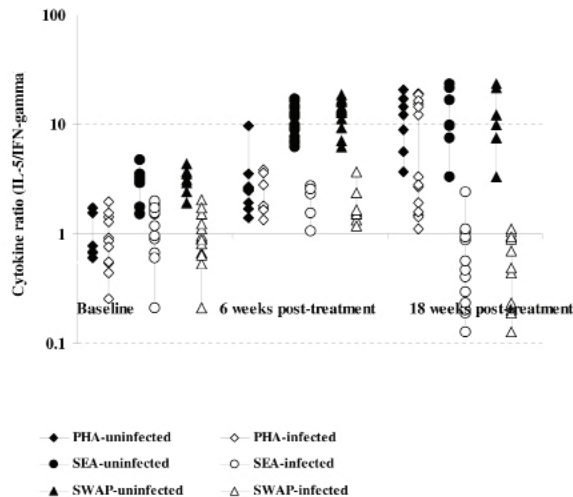 Cytokine ratio (IL-5/IFN-gamma
100
10
1
0.1
Baseline
6 weeks post-treatment
18 weeks post-treatment
PHA-uninfected
PHA-infected
SEA-uninfected
SEA-infected
SWAP-uninfected
SWAP-infected